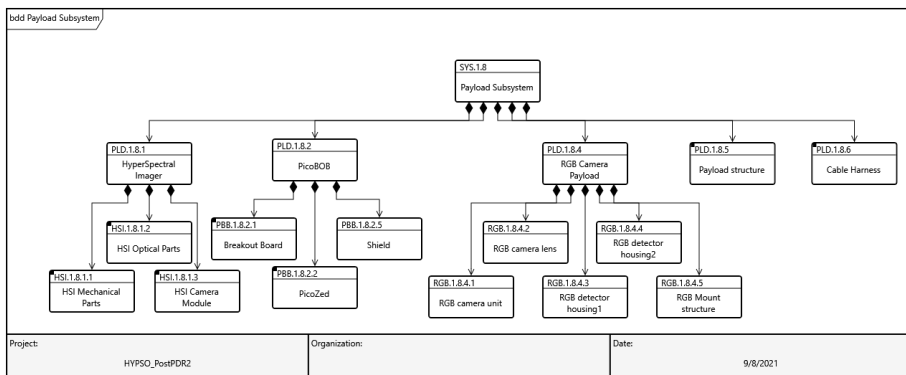 bdd Payload Subsystem
SYS.1.8
Payload Subsystem
PLD.1.8.1
HyperSpectral
Imager
PLD.1.8.2
PicoBOB
PLD.1.8.4
RGB Camera
Payload
PLD.1.8.5
Payload structure
PLD.1.8.6
Cable Harness
HSI.1.8.1.2
HSI Optical Parts
HSI.1.8.1.1
HSI Mechanical
Parts
HSI.1.8.1.3
HSI Camera
Module
PBB.1.8.2.1
Breakout Board
PBB.1.8.2.5
Shield
PBB.1.8.2.2
PicoZed
RGB.1.8.4.2
RGB camera lens
RGB.1.8.4.4
RGB detector
housing2
RGB.1.8.4.1
RGB camera unit
RGB.1.8.4.3
RGB detector
housing1
RGB.1.8.4.5
RGB Mount
structure
Project:
HYPSO_PostPDR2
Organization:
Date:
9/8/2021